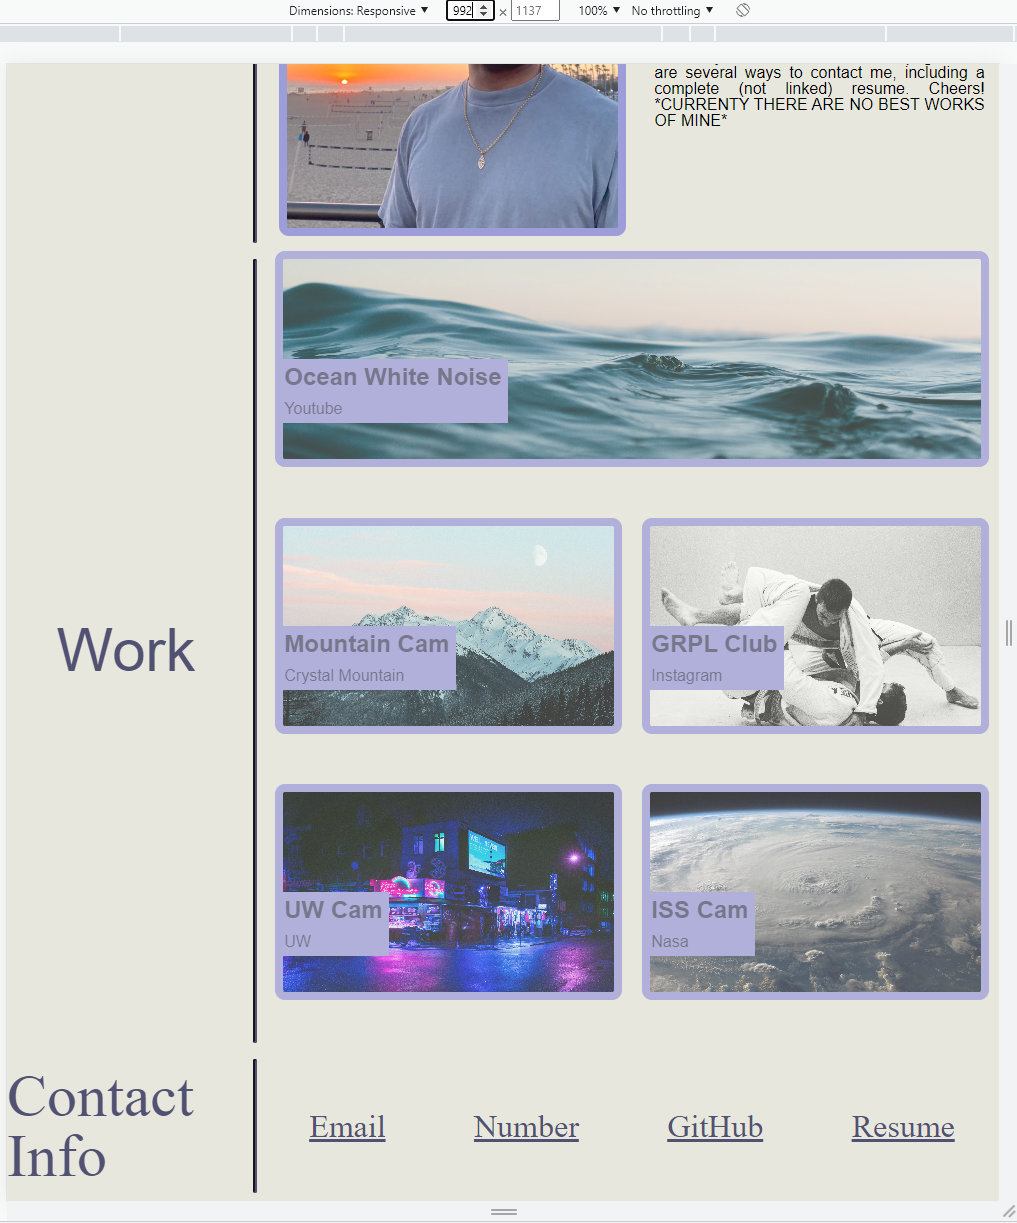 Dimensions: Responsive ▼ 992 × 1137 100% ▼ No throttling ▼
are several ways to contact me, including a
complete (not linked) resume. Cheers!
*CURRENTY THERE ARE NO BEST WORKS
OF MINE*
Work
Ocean White Noise
Youtube
Mountain Cam
Crystal Mountain
GRPL Club
Instagram
UW Cam
UW
ISS Cam
Nasa
Contact
Info
Email
Number
GitHub
Resume